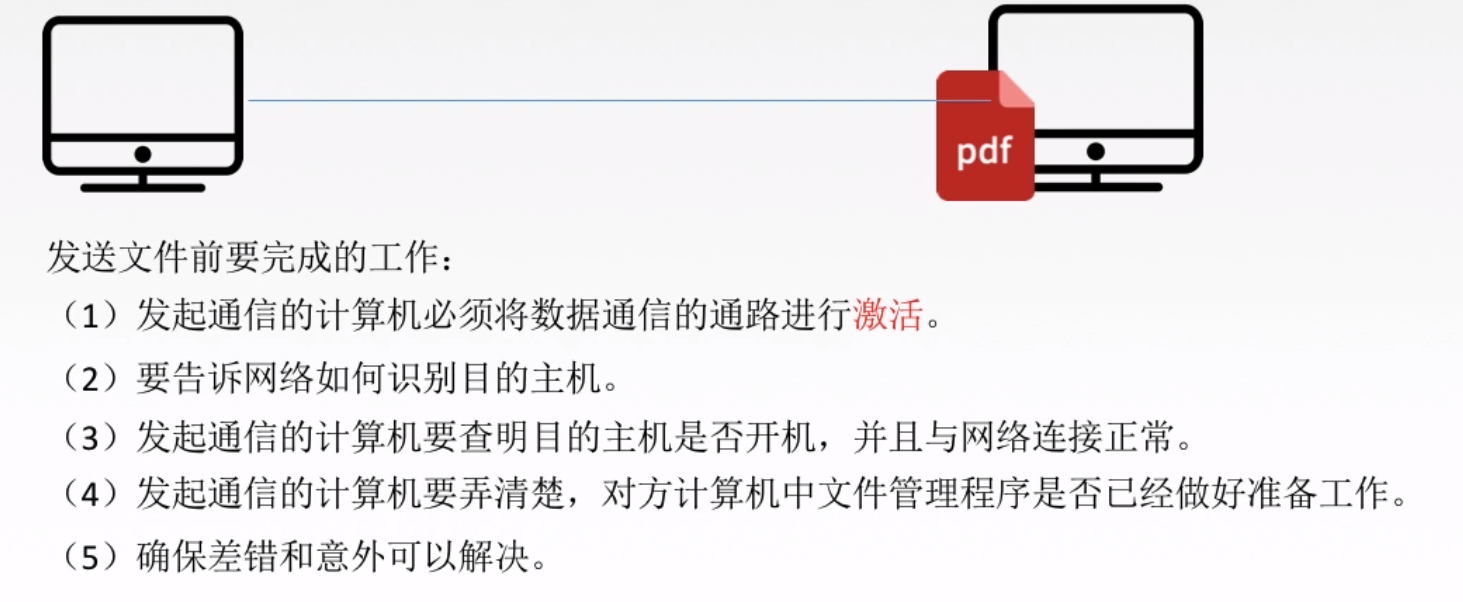 pdf
发送文件前要完成的工作：
（1）发起通信的计算机必须将数据通信的通路进行激活。
（2）要告诉网络如何识别目的主机。
（3）发起通信的计算机要查明目的主机是否开机，并且与网络连接正常。
（4）发起通信的计算机要弄清楚，对方计算机中文件管理程序是否已经做好准备工作。
（5）确保差错和意外可以解决。